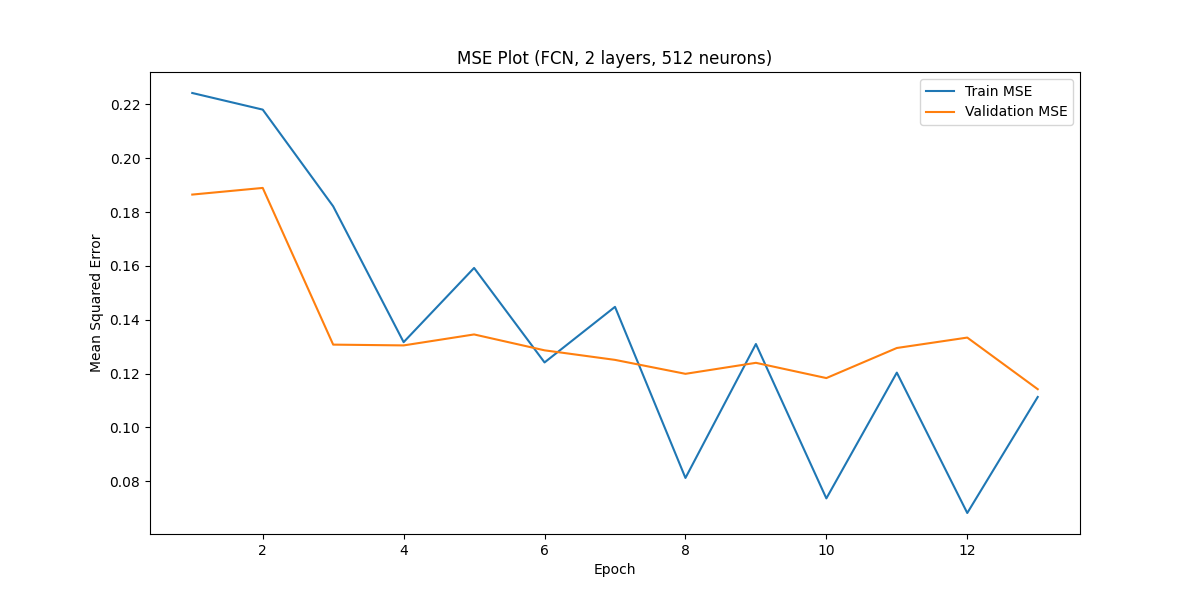 MSE Plot (FCN, 2 layers, 512 neurons)
Train MSE
Validation MSE
Mean Squared Error
0.22
0.20
0.18
0.16
0.14
0.12
0.10
0.08
2 4 6 8 10 12
Epoch